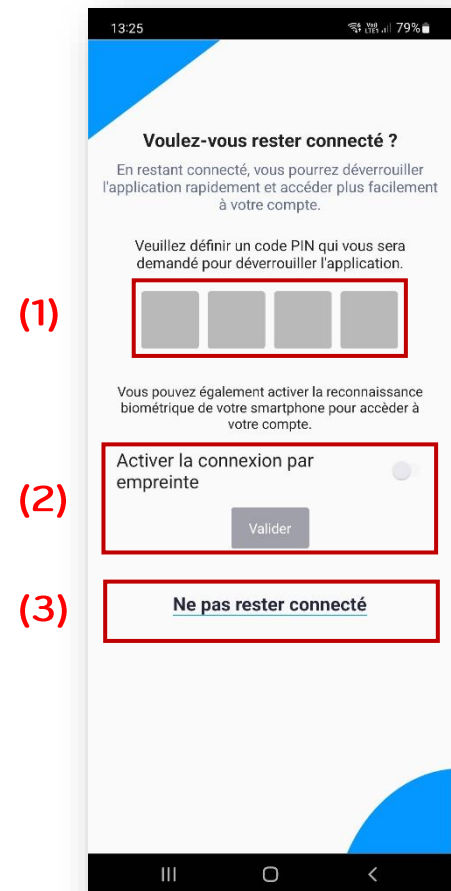 13:25
79%
Voulez-vous rester connecté ?
En restant connecté, vous pourrez déverrouiller
l'application rapidement et accéder plus facilement
à votre compte.
Veuillez définir un code PIN qui vous sera
demandé pour déverrouiller l'application.
(1)
Vous pouvez également activer la reconnaissance
biométrique de votre smartphone pour accèder à
votre compte.
(2)
Activer la connexion par
empreinte
Valider
(3)
Ne pas rester connecté